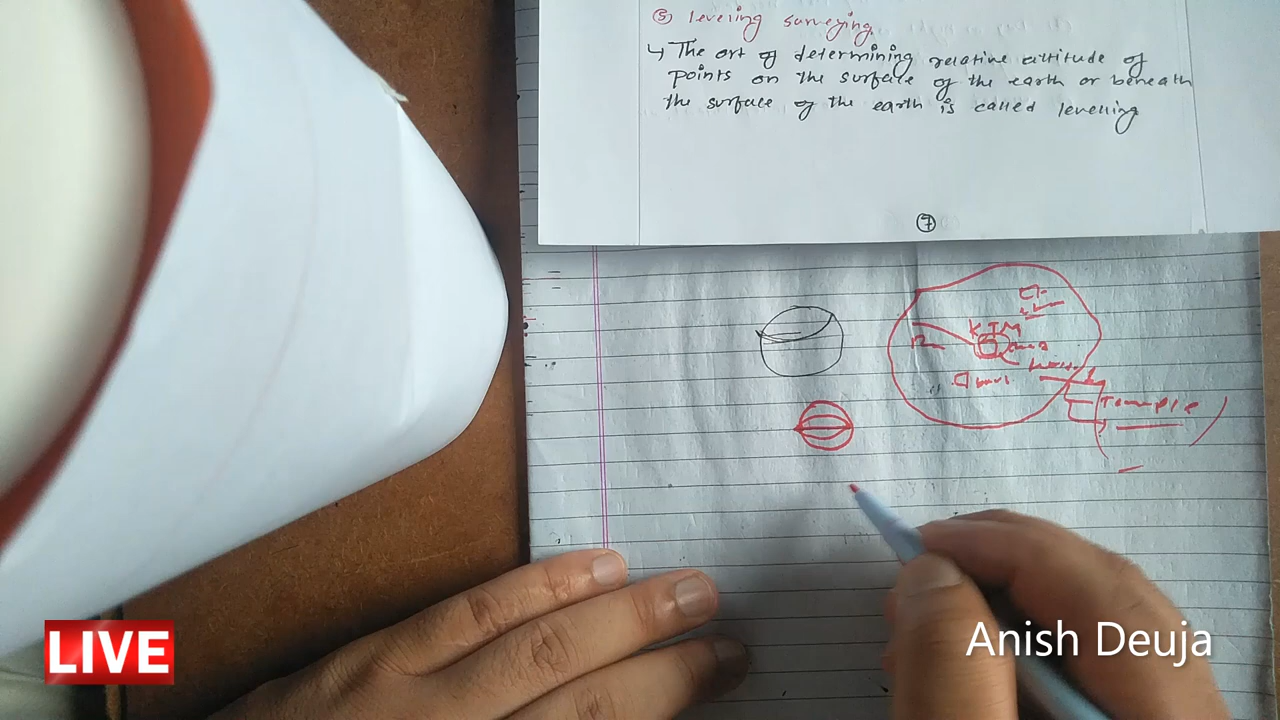 ⑤ levering surveying
↳ The art of determining relative altitude of
points on the surface of the earth or beneath
the surface of the earth is called levelling
⑦
KTM
Temple
LIVE
Anish Deuja